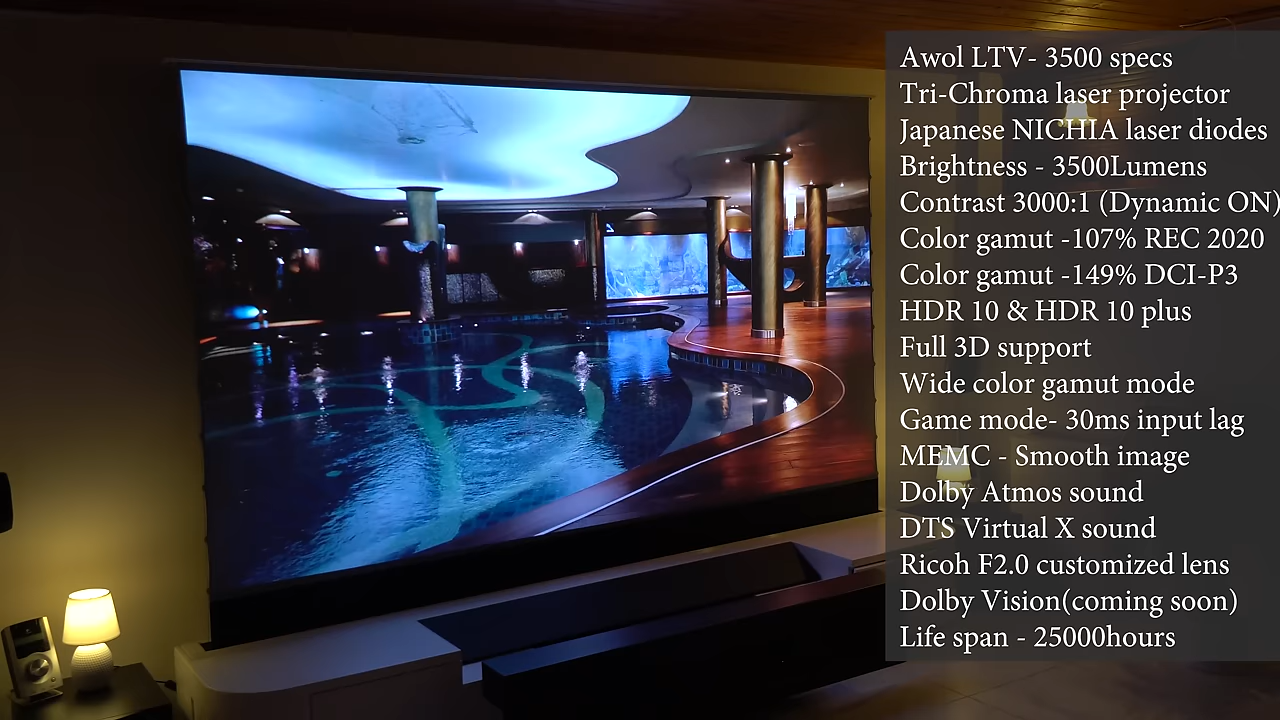 Awol LTV- 3500 specs
Tri-Chroma laser projector
Japanese NICHIA laser diodes
Brightness - 3500Lumens
Contrast 3000:1 (Dynamic ON)
Color gamut -107% REC 2020
Color gamut -149% DCI-P3
HDR 10 & HDR 10 plus
Full 3D support
Wide color gamut mode
Game mode- 30ms input lag
MEMC - Smooth image
Dolby Atmos sound
DTS Virtual X sound
Ricoh F2.0 customized lens
Dolby Vision(coming soon)
Life span - 25000hours